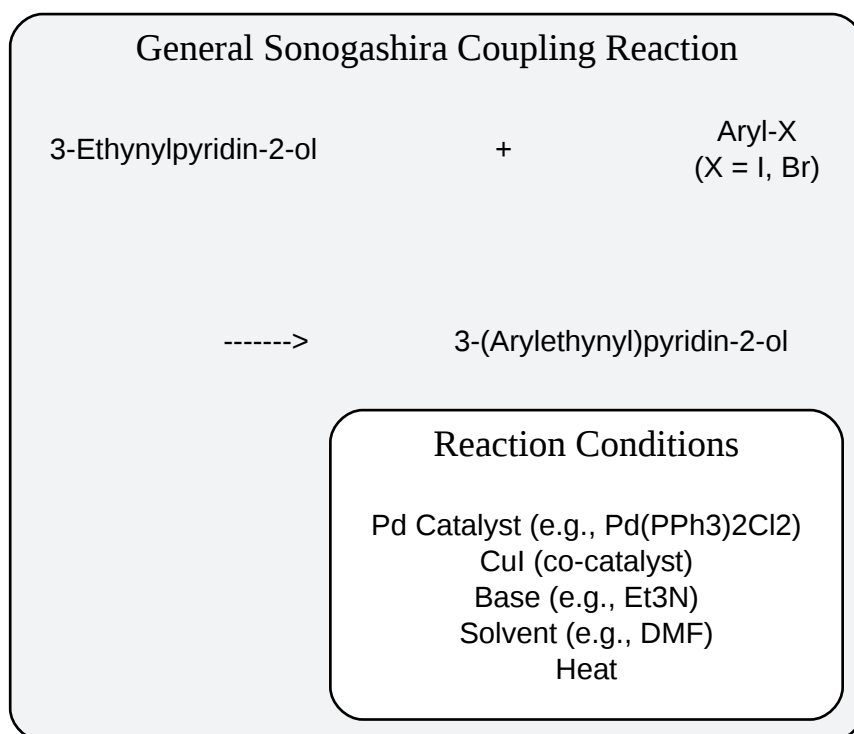 General Sonogashira Coupling Reaction
3-Ethynylpyridin-2-ol
+
Aryl-X
(X = I, Br)
------->
3-(Arylethynyl)pyridin-2-ol
Reaction Conditions
Pd Catalyst (e.g., Pd(PPh3)2Cl2)
CuI (co-catalyst)
Base (e.g., Et3N)
Solvent (e.g., DMF)
Heat